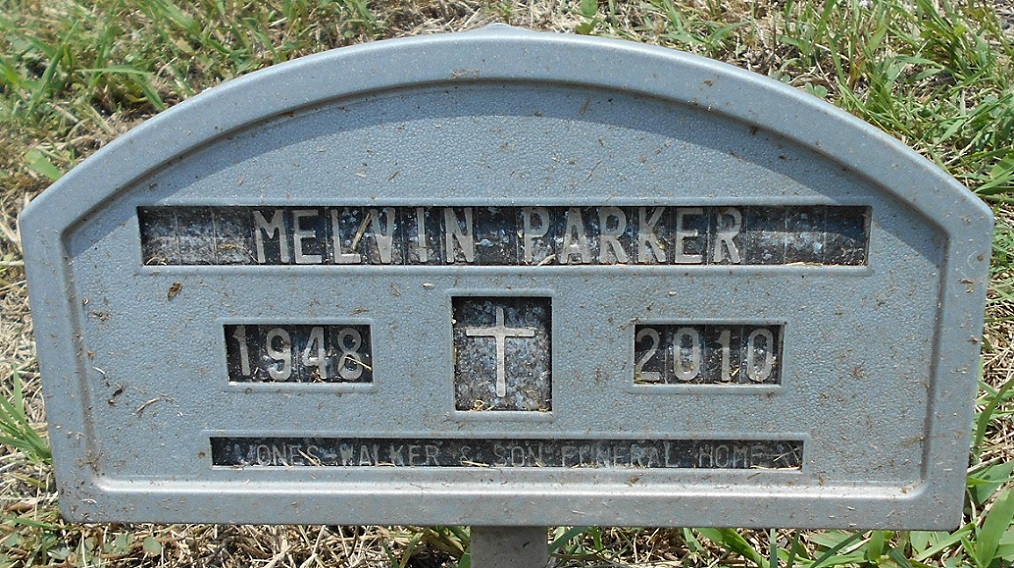 MELVIN PARKER
1948 2010
JONES-WALKER & SON FUNERAL HOME